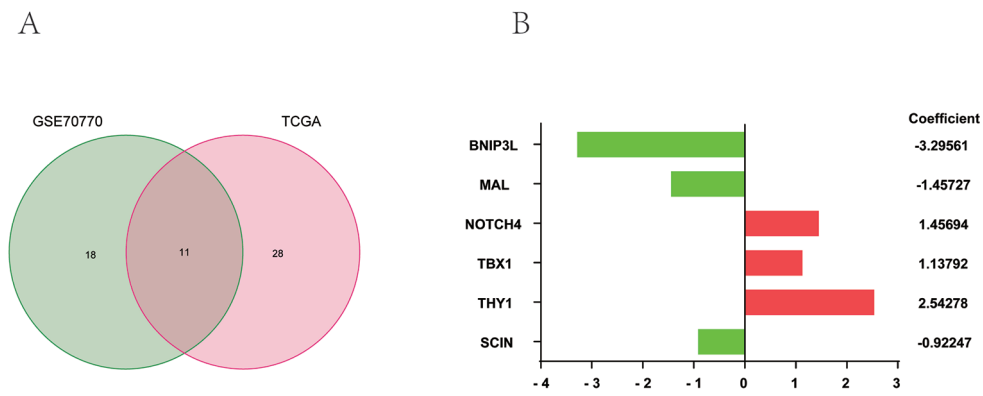 A
B
GSE70770
TCGA
18
11
28
Coefficient
BNIP3L -3.29561
MAL -1.45727
NOTCH4 1.45694
TBX1 1.13792
THY1 2.54278
SCIN -0.92247
- 4 - 3 - 2 - 1 0 1 2 3